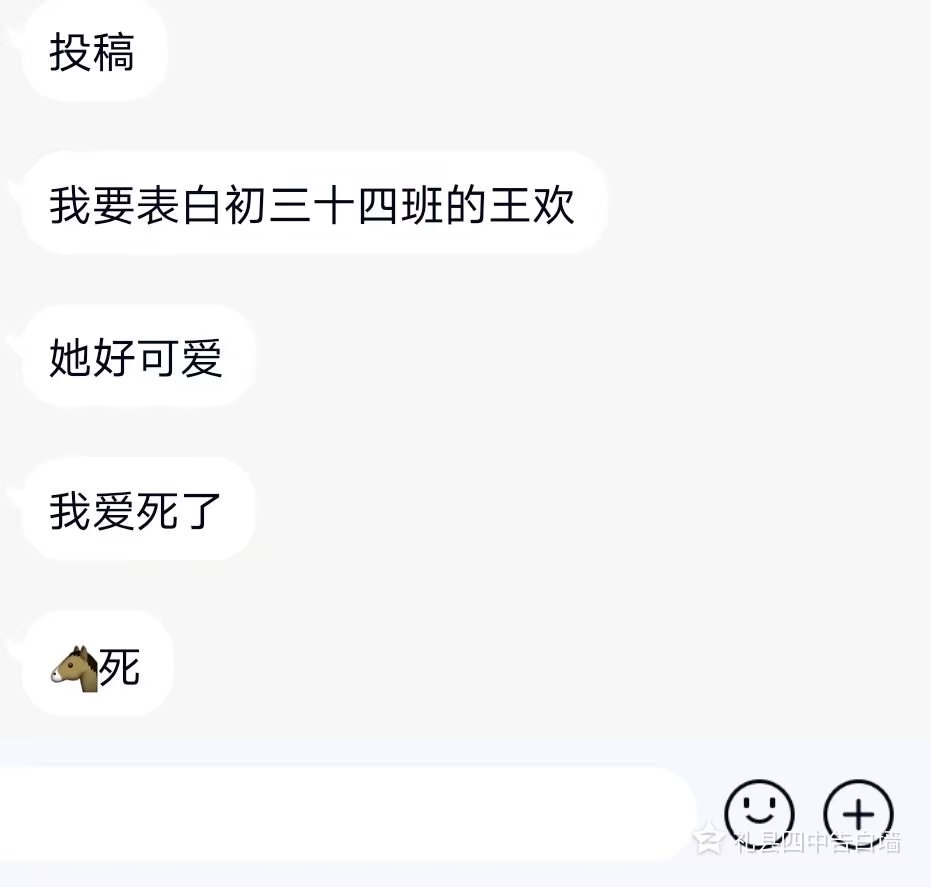 投稿
我要表白初三十四班的王欢
她好可爱
我爱死了
🐴死
礼县四中告白墙